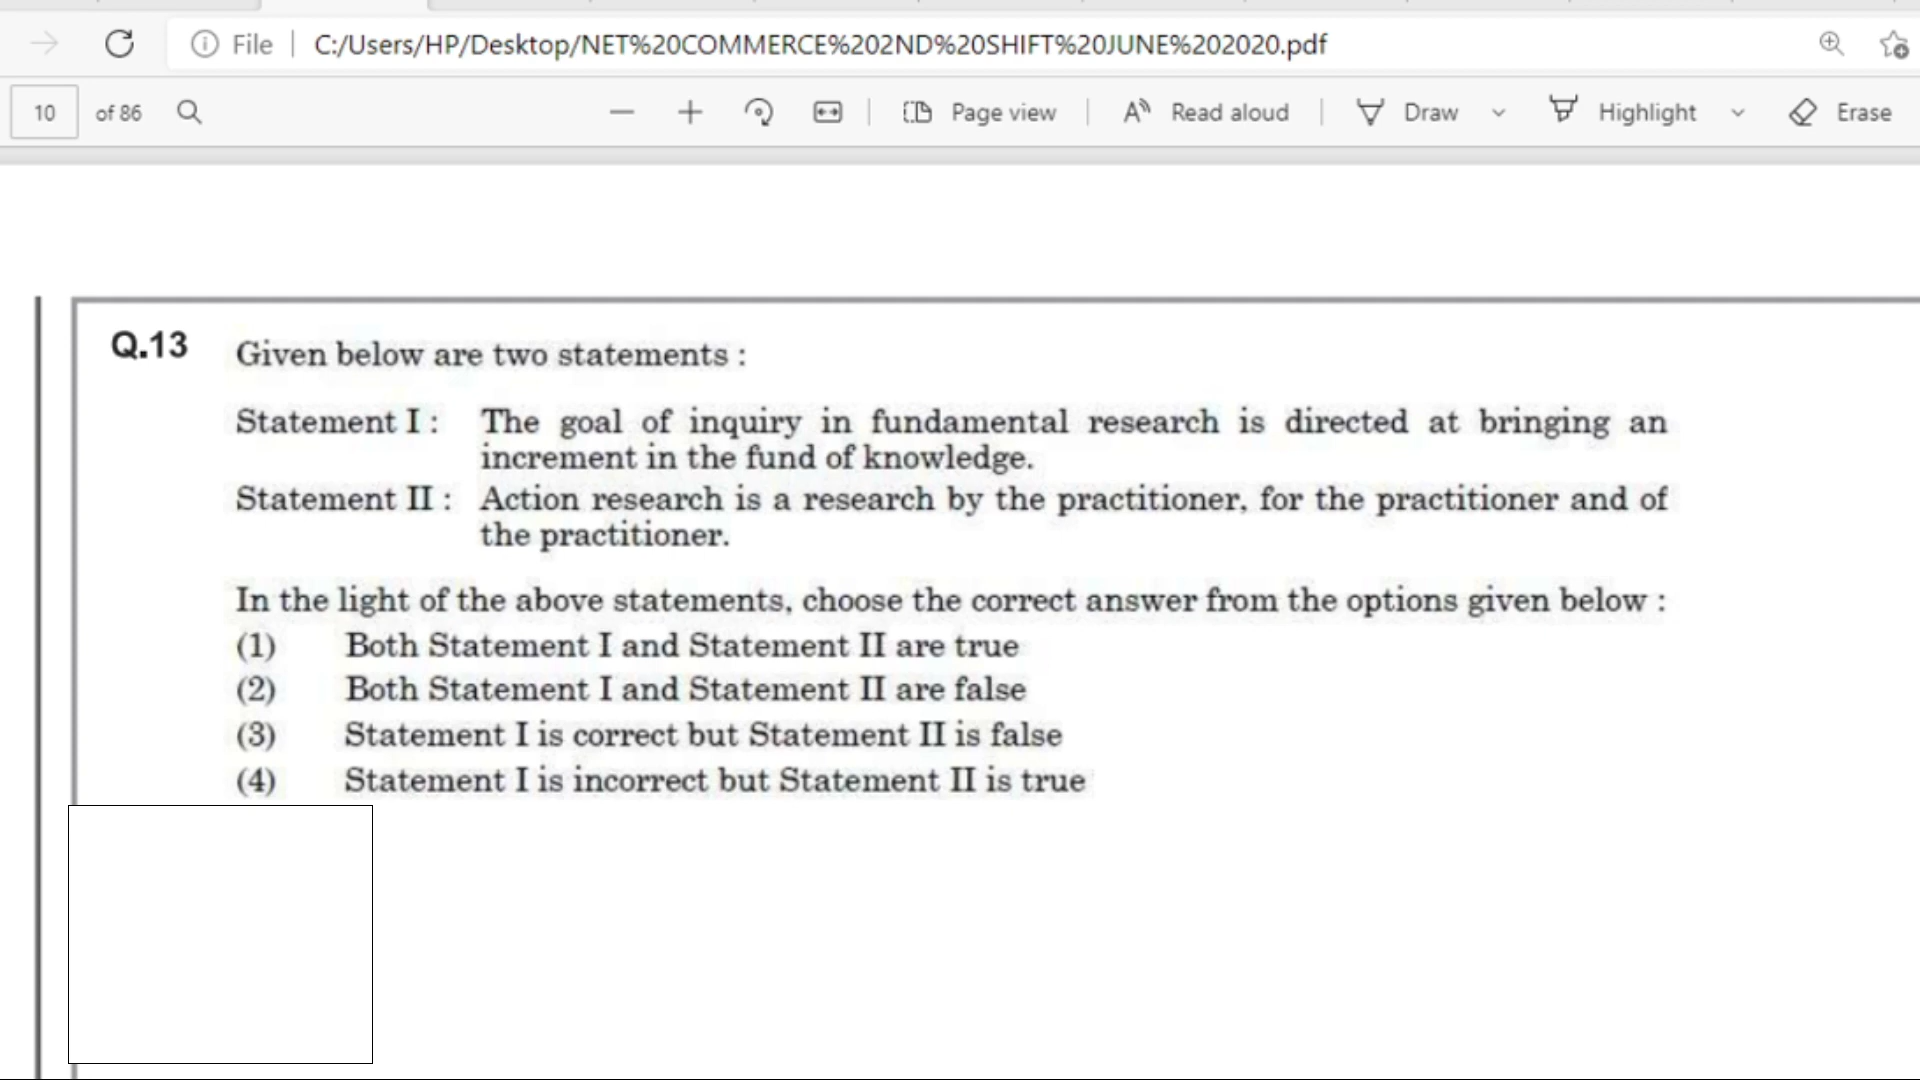 File C:/Users/HP/Desktop/NET%20COMMERCE%202ND%20SHIFT%20JUNE%202020.pdf
10 of 86 Page view Read aloud Draw Highlight Erase
Q.13 Given below are two statements :
Statement I : The goal of inquiry in fundamental research is directed at bringing an
increment in the fund of knowledge.
Statement II : Action research is a research by the practitioner, for the practitioner and of
the practitioner.
In the light of the above statements, choose the correct answer from the options given below :
(1) Both Statement I and Statement II are true
(2) Both Statement I and Statement II are false
(3) Statement I is correct but Statement II is false
(4) Statement I is incorrect but Statement II is true